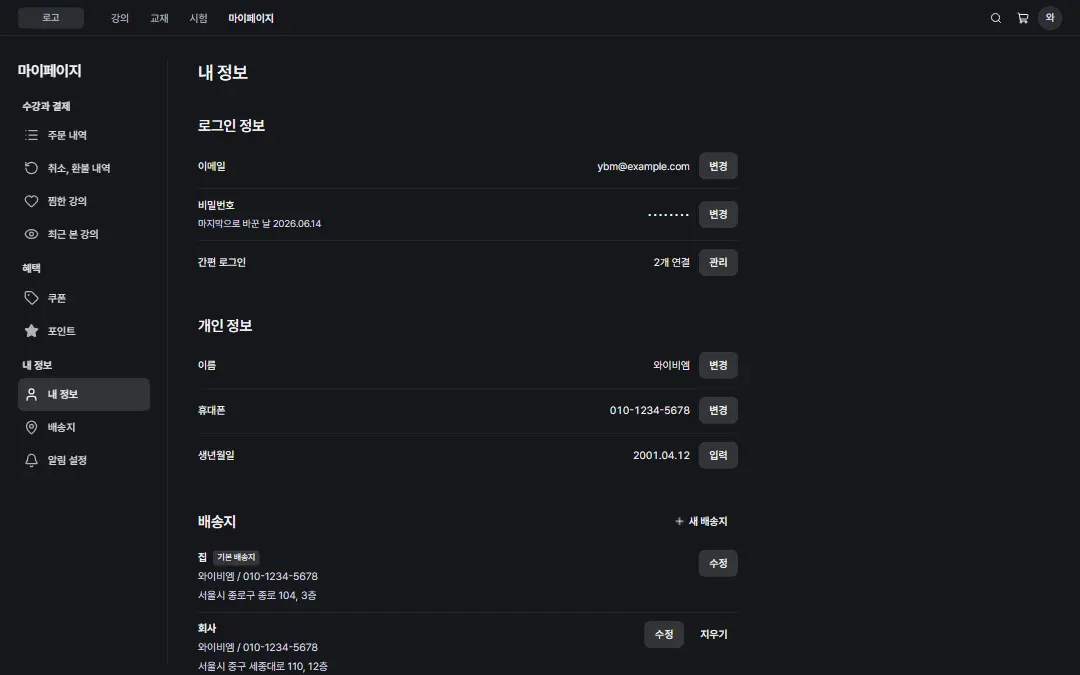 로고
강의
교재
시험
마이페이지
와
마이페이지
수강과 결제
주문 내역
취소, 환불 내역
찜한 강의
최근 본 강의
혜택
쿠폰
포인트
내 정보
내 정보
배송지
알림 설정
내 정보
로그인 정보
이메일
ybm@example.com
변경
비밀번호
마지막으로 바꾼 날 2026.06.14
········
변경
간편 로그인
2개 연결
관리
개인 정보
이름
와이비엠
변경
휴대폰
010-1234-5678
변경
생년월일
2001.04.12
입력
배송지
+ 새 배송지
집 기본 배송지
와이비엠 / 010-1234-5678
서울시 종로구 종로 104, 3층
수정
회사
와이비엠 / 010-1234-5678
서울시 중구 세종대로 110, 12층
수정
지우기